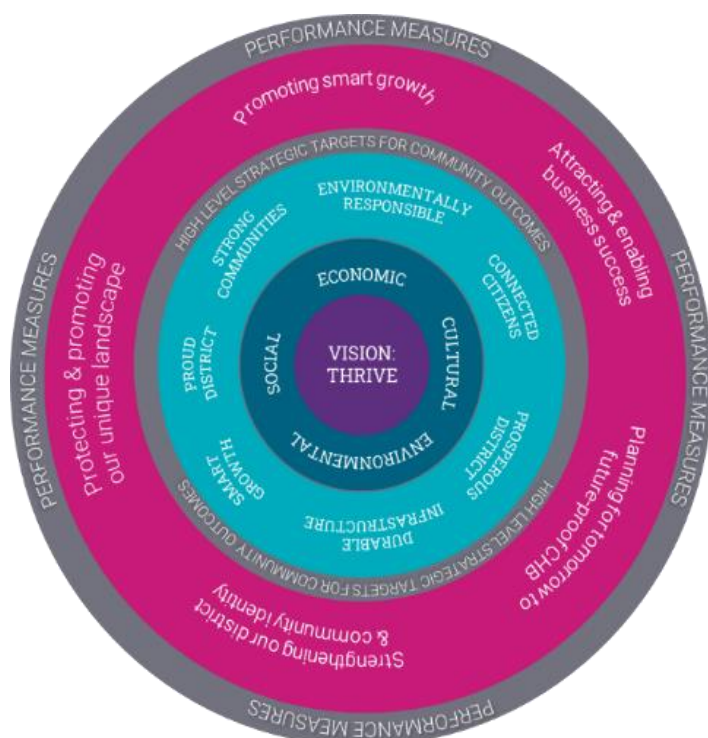 PERFORMANCE MEASURES
Promoting smart growth
Attracting & enabling
business success
PERFORMANCE MEASURES
Planning for tomorrow to
future-proof CHB
PERFORMANCE MEASURES
Strengthening our district
& community identity
PERFORMANCE MEASURES
Protecting & promoting
our unique landscape
HIGH LEVEL STRATEGIC TARGETS FOR COMMUNITY OUTCOMES
HIGH LEVEL STRATEGIC TARGETS FOR COMMUNITY OUTCOMES
ENVIRONMENTALLY
RESPONSIBLE
CONNECTED
CITIZENS
PROSPEROUS
DISTRICT
DURABLE
INFRASTRUCTURE
SMART
GROWTH
PROUD
DISTRICT
STRONG
COMMUNITIES
ECONOMIC
CULTURAL
ENVIRONMENTAL
SOCIAL
VISION:
THRIVE